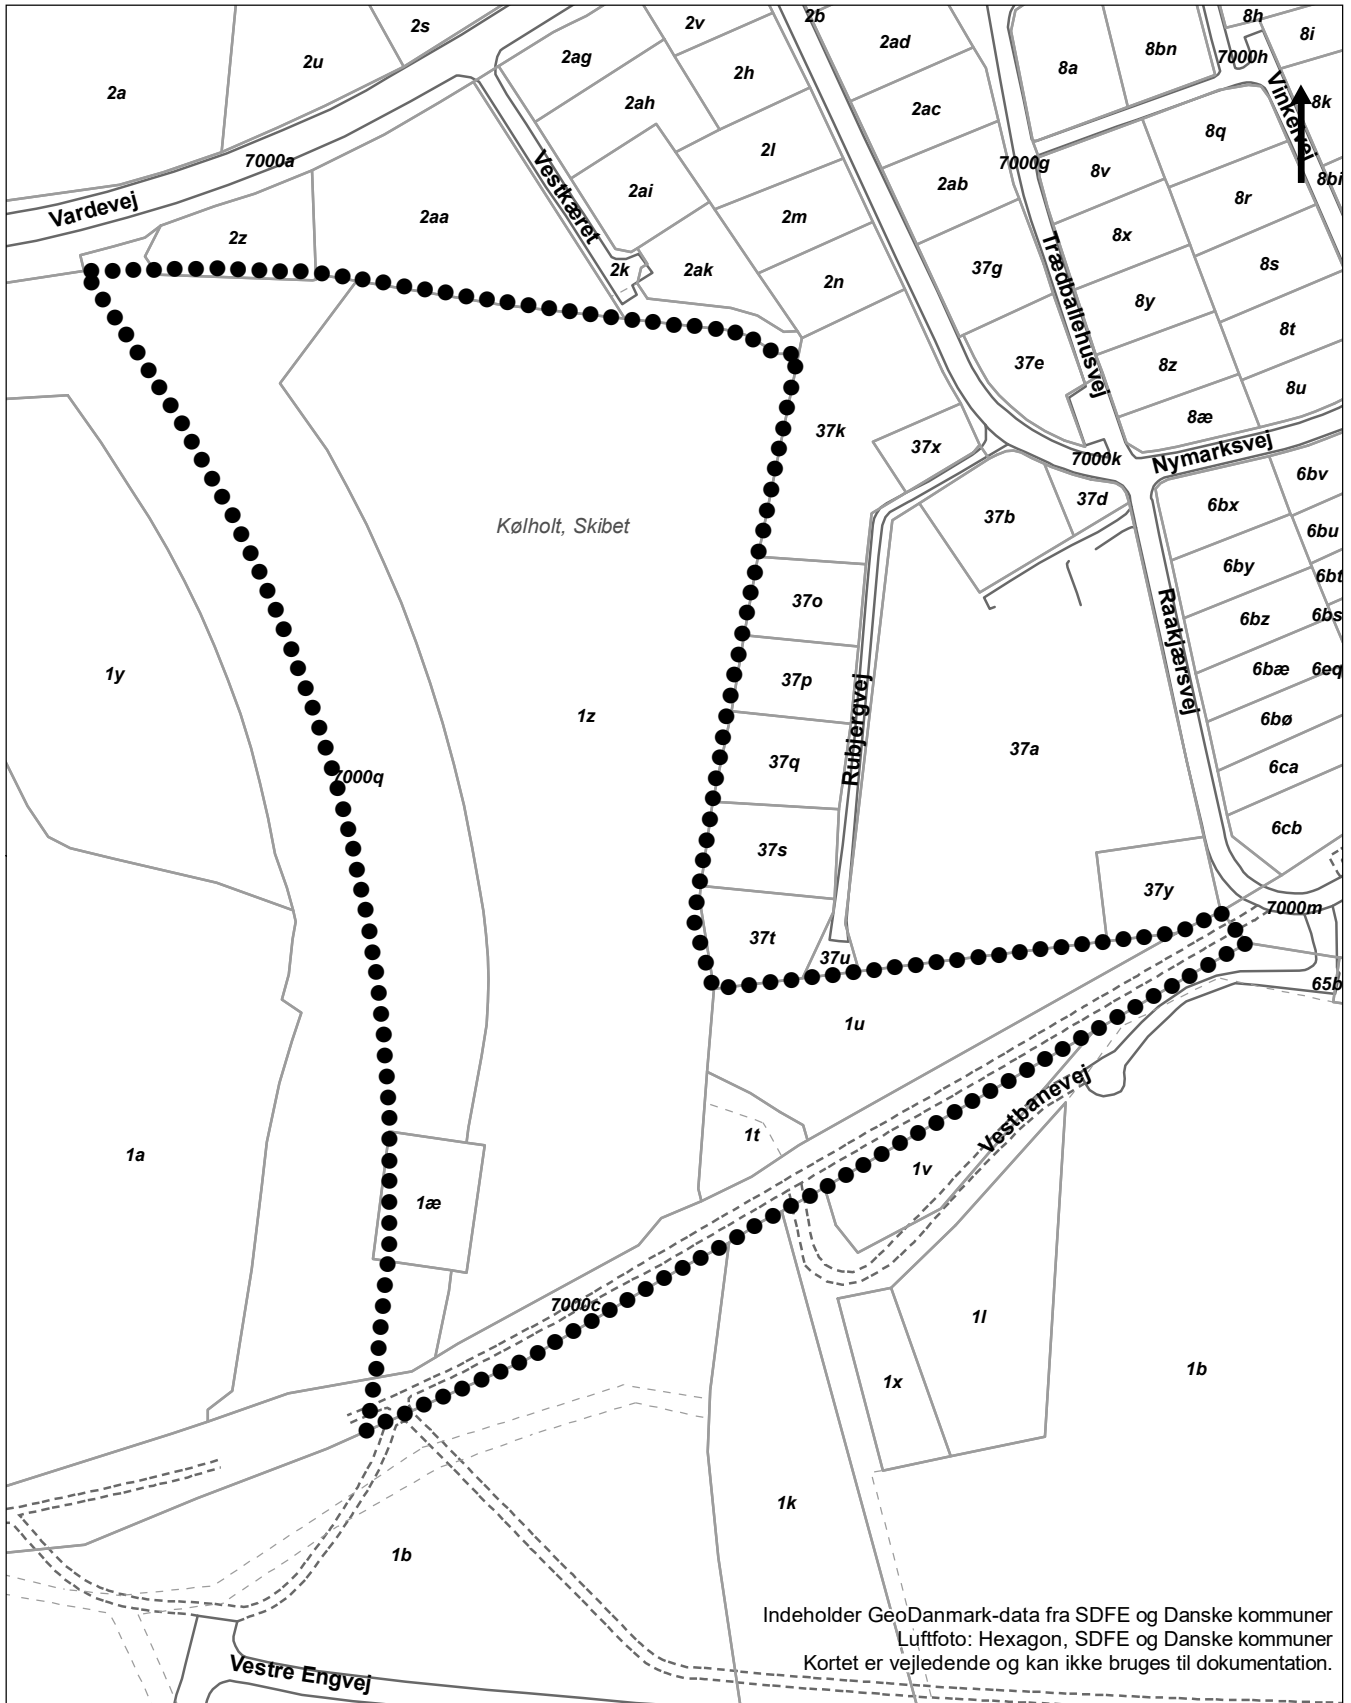 2s
2v
2b
8h
8i
2u
2ag
2ad
8a
8bn
7000h
2a
2h
2ah
2ac
8k
Vinkelvej
8q
2l
7000a
7000g
8v
2ab
8bi
2ai
Vestkæret
8r
Vardevej
2aa
2m
2z
8x
Trædballehusvej
2k
2ak
37g
8s
2n
8y
8t
37e
8z
8u
8æ
37k
37x
Nymarksvej
7000k
6bv
37d
6bx
37b
Kølholt, Skibet
6bu
6by
6bt
37o
Raakjærsvej
6bz
6bs
1y
37p
6bæ
6eq
Rubjergvej
1z
6bø
37a
37q
6ca
7000q
6cb
37s
37y
7000m
37t
37u
65b
1u
Vestbanevej
1t
1a
1v
1æ
7000c
1l
1x
1b
1k
1b
Indeholder GeoDanmark-data fra SDFE og Danske kommuner
Luftfoto: Hexagon, SDFE og Danske kommuner
Kortet er vejledende og kan ikke bruges til dokumentation.
Vestre Engvej